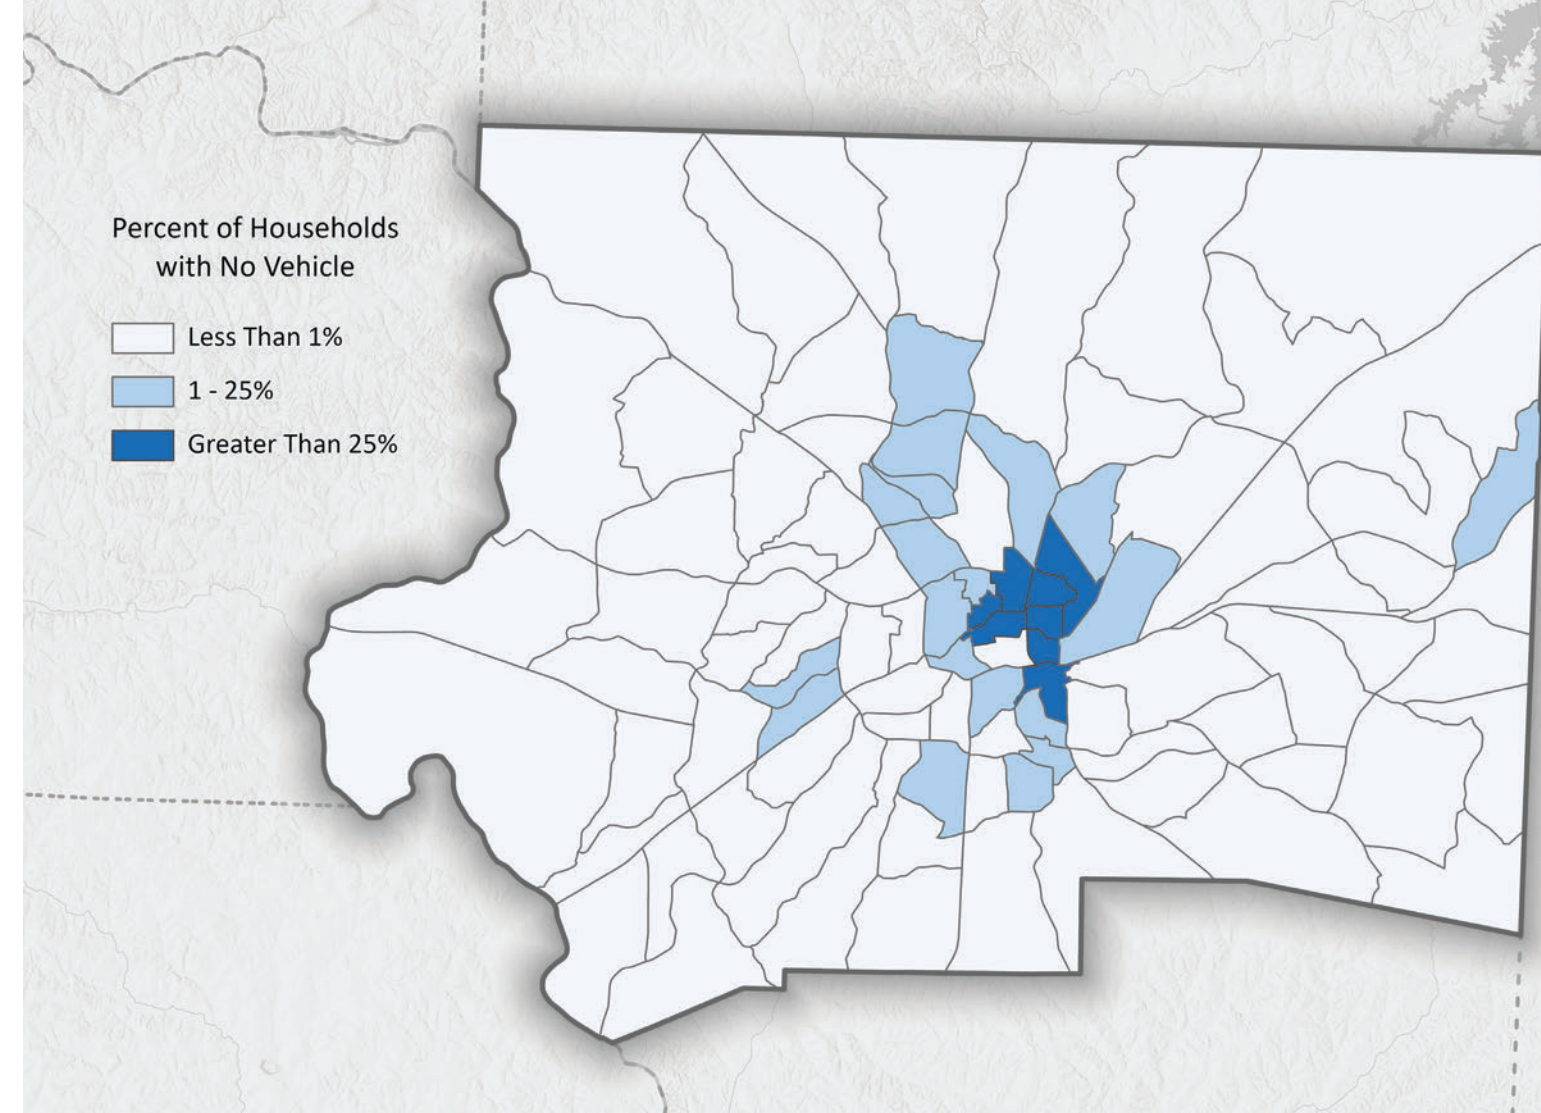 Percent of Households
with No Vehicle
Less Than 1%
1 - 25%
Greater Than 25%